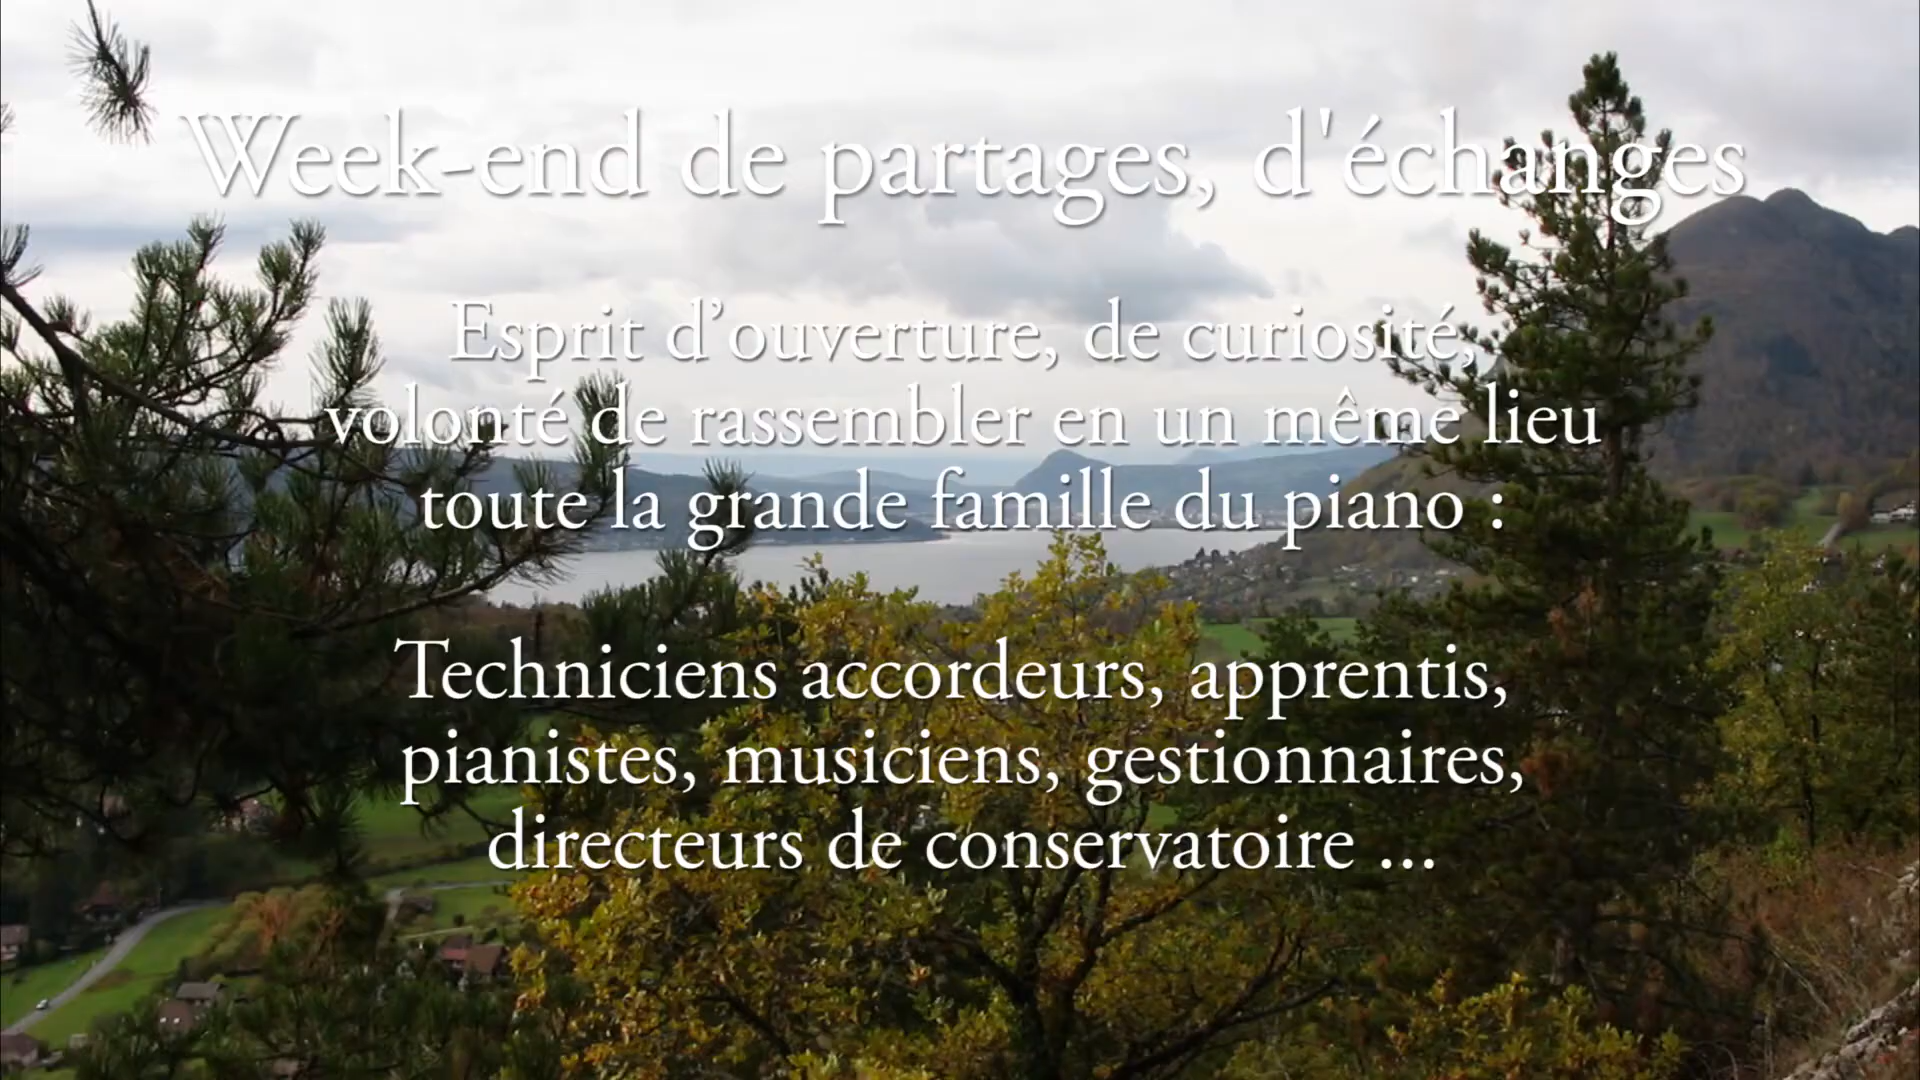 Week-end de partages, d'échanges
Esprit d’ouverture, de curiosité,
volonté de rassembler en un même lieu
toute la grande famille du piano :
Techniciens accordeurs, apprentis,
pianistes, musiciens, gestionnaires,
directeurs de conservatoire ...